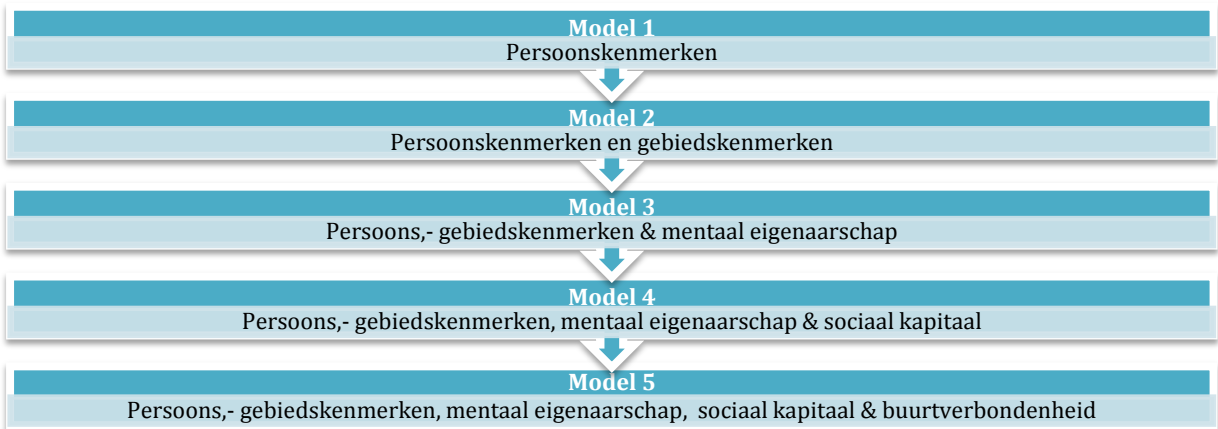 Model 1
Persoonskenmerken
Model 2
Persoonskenmerken en gebiedskenmerken
Model 3
Persoons,- gebiedskenmerken & mentaal eigenaarschap
Model 4
Persoons,- gebiedskenmerken, mentaal eigenaarschap & sociaal kapitaal
Model 5
Persoons,- gebiedskenmerken, mentaal eigenaarschap, sociaal kapitaal & buurtverbondenheid